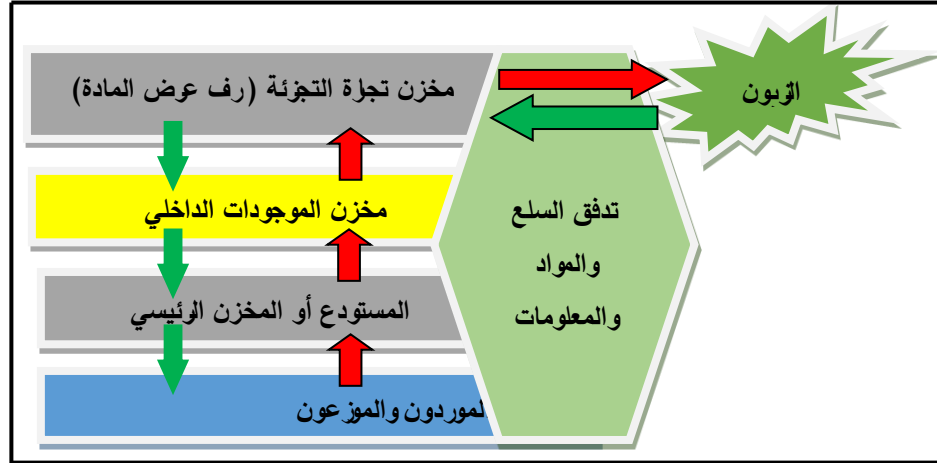 مخزن تجارة التجزئة (رف عرض المادة)
الزبون
مخزن الموجودات الداخلي
تدفق السلع
والمواد
والمعلومات
المستودع أو المخزن الرئيسي
الموردون والموزعون